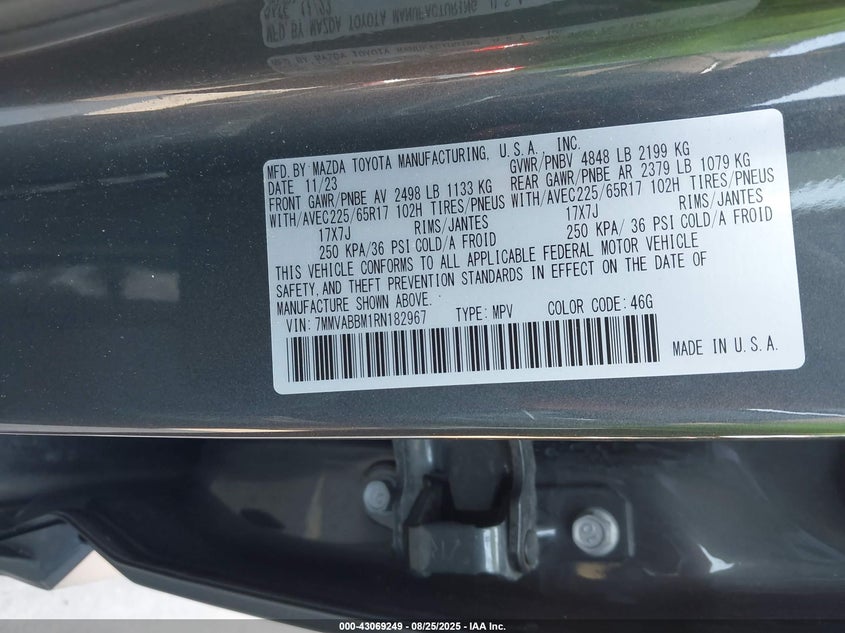 MFD. BY MAZDA TOYOTA MANUFACTURING, U.S.A., INC.
DATE 11/23 GVWR/PNBV 4848 LB 2199 KG
FRONT GAWR/PNBE AV 2498 LB 1133 KG REAR GAWR/PNBE AR 2379 LB 1079 KG
WITH/AVEC225/65R17 102H TIRES/PNEUS WITH/AVEC225/65R17 102H TIRES/PNEUS
17X7J RIMS/JANTES 17X7J RIMS/JANTES
250 KPA/36 PSI COLD/A FROID 250 KPA/36 PSI COLD/A FROID
THIS VEHICLE CONFORMS TO ALL APPLICABLE FEDERAL MOTOR VEHICLE
SAFETY, AND THEFT PREVENTION STANDARDS IN EFFECT ON THE DATE OF
MANUFACTURE SHOWN ABOVE.
VIN: 7MMVABBM1RN182967 TYPE: MPV COLOR CODE: 46G
MADE IN U.S.A.
000-43069249 - 08/25/2025 - IAA Inc.